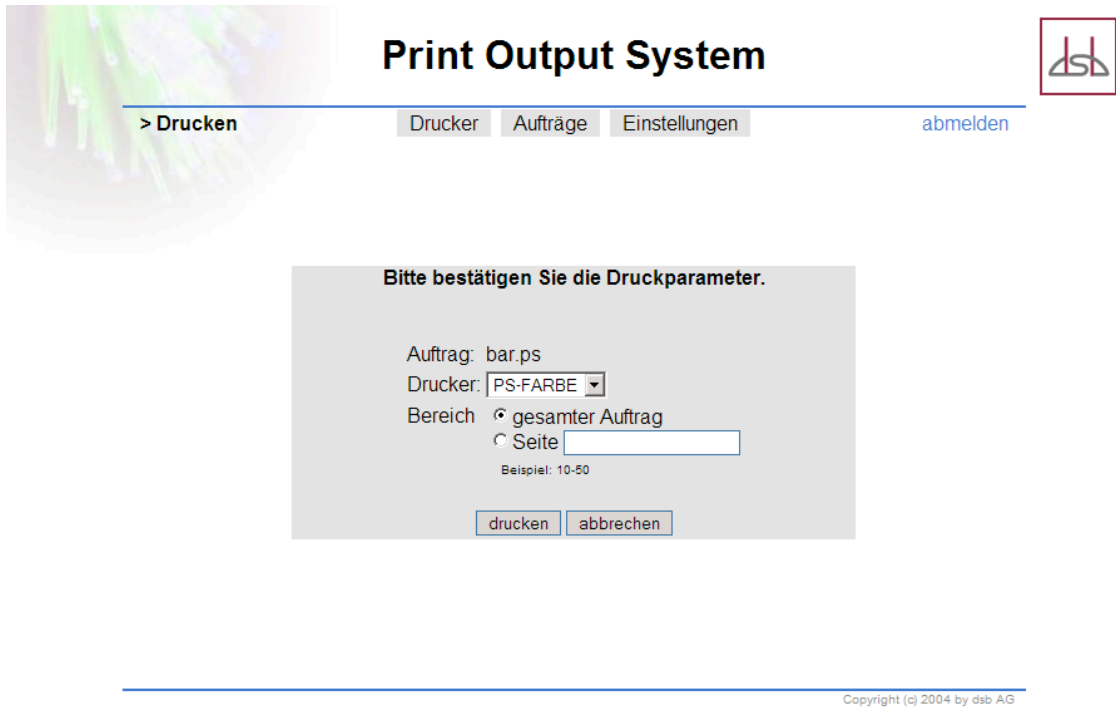 Print Output System
dsb
> Drucken Drucker Aufträge Einstellungen abmelden
Bitte bestätigen Sie die Druckparameter.
Auftrag: bar.ps
Drucker: PS-FARBE
Bereich gesamter Auftrag
Seite
Beispiel: 10-50
drucken abbrechen
Copyright (c) 2004 by dsb AG